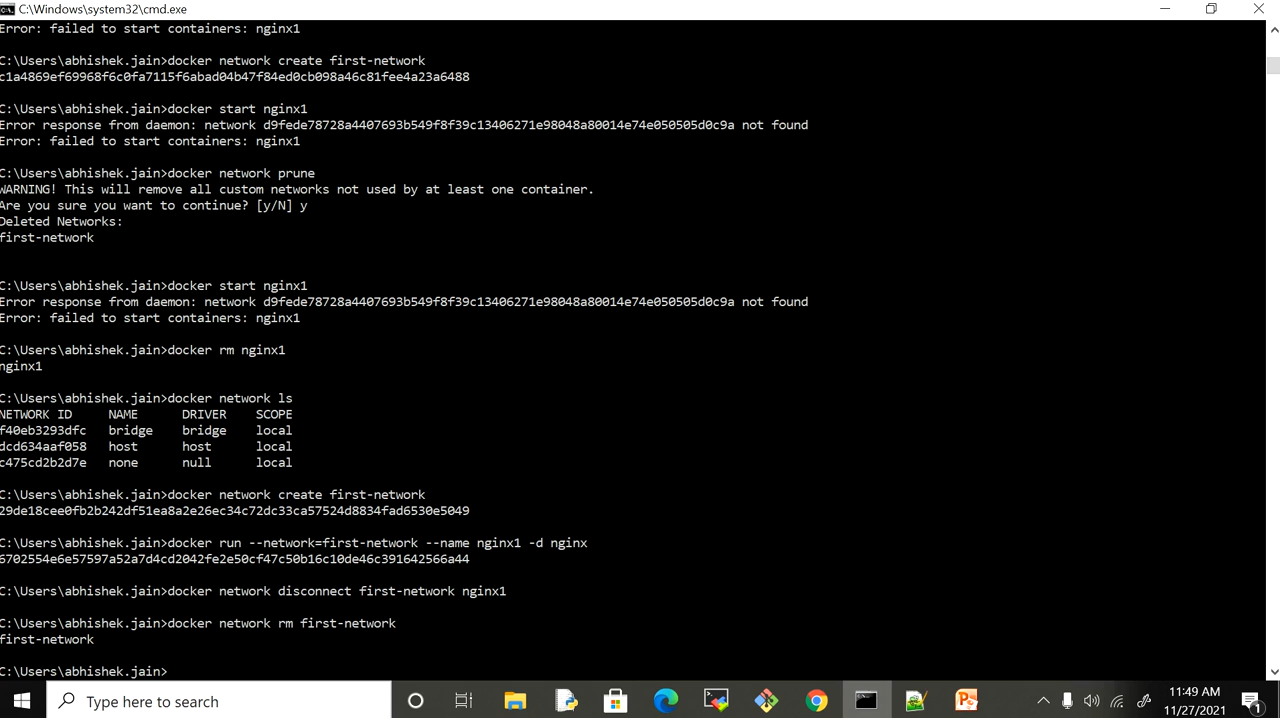 C:\Windows\system32\cmd.exe
Error: failed to start containers: nginx1
C:\Users\abhishek.jain>docker network create first-network
c1a4869ef69968f6c0fa7115f6abad04b47f84ed0cb098a46c81fee4a23a6488
C:\Users\abhishek.jain>docker start nginx1
Error response from daemon: network d9fede78728a4407693b549f8f39c13406271e98048a80014e74e050505d0c9a not found
Error: failed to start containers: nginx1
C:\Users\abhishek.jain>docker network prune
WARNING! This will remove all custom networks not used by at least one container.
Are you sure you want to continue? [y/N] y
Deleted Networks:
first-network
C:\Users\abhishek.jain>docker start nginx1
Error response from daemon: network d9fede78728a4407693b549f8f39c13406271e98048a80014e74e050505d0c9a not found
Error: failed to start containers: nginx1
C:\Users\abhishek.jain>docker rm nginx1
nginx1
C:\Users\abhishek.jain>docker network ls
NETWORK ID NAME DRIVER SCOPE
f40eb3293dfc bridge bridge local
dcd634aaf058 host host local
c475cd2b2d7e none null local
C:\Users\abhishek.jain>docker network create first-network
29de18cee0fb2b242df51ea8a2e26ec34c72dc33ca57524d8834fad6530e5049
C:\Users\abhishek.jain>docker run --network=first-network --name nginx1 -d nginx
6702554e6e57597a52a7d4cd2042fe2e50cf47c50b16c10de46c391642566a44
C:\Users\abhishek.jain>docker network disconnect first-network nginx1
C:\Users\abhishek.jain>docker network rm first-network
first-network
C:\Users\abhishek.jain>
Type here to search
11:49 AM
11/27/2021
1